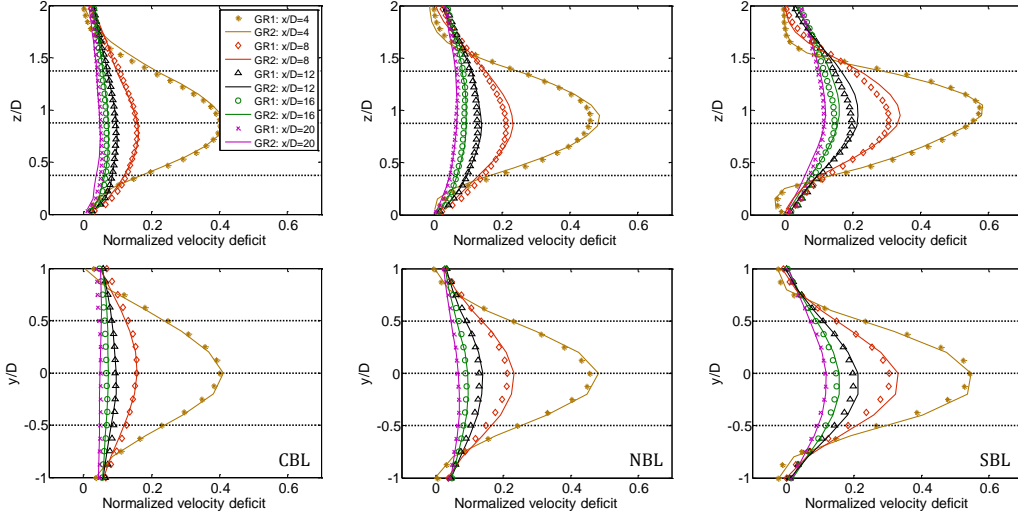 2
1.5
1
0.5
0
z/D
0 0.2 0.4 0.6
Normalized velocity deficit
GR1: x/D=4
GR2: x/D=4
GR1: x/D=8
GR2: x/D=8
GR1: x/D=12
GR2: x/D=12
GR1: x/D=16
GR2: x/D=16
GR1: x/D=20
GR2: x/D=20
2
1.5
1
0.5
0
z/D
0 0.2 0.4 0.6
Normalized velocity deficit
2
1.5
1
0.5
0
z/D
0 0.2 0.4 0.6
Normalized velocity deficit
1
0.5
0
-0.5
-1
y/D
CBL
0 0.2 0.4 0.6
Normalized velocity deficit
1
0.5
0
-0.5
-1
y/D
NBL
0 0.2 0.4 0.6
Normalized velocity deficit
1
0.5
0
-0.5
-1
y/D
SBL
0 0.2 0.4 0.6
Normalized velocity deficit